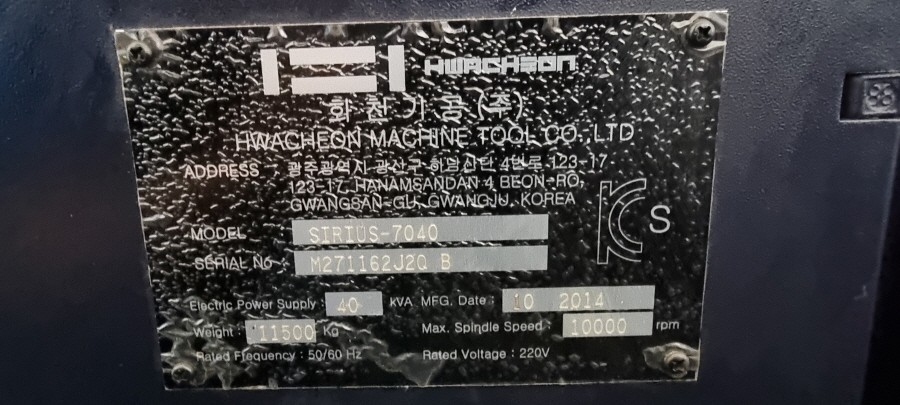 HWACHEON
화천기공(주)
HWACHEON MACHINE TOOL CO., LTD
ADDRESS : 광주광역시 광산구 하남산단 4번로 123-17
123-17, HANAMSANDAN 4 BEON-RO,
GWANGSAN-GU, GWANGJU, KOREA
MODEL : SIRIUS-7040
SERIAL No : M271162J2Q B
Electric Power Supply : 40 kVA MFG. Date : 10 2014
Weight : 11500 Kg Max. Spindle Speed : 10000 rpm
Rated Frequency : 50/60 Hz Rated Voltage : 220V
KC S